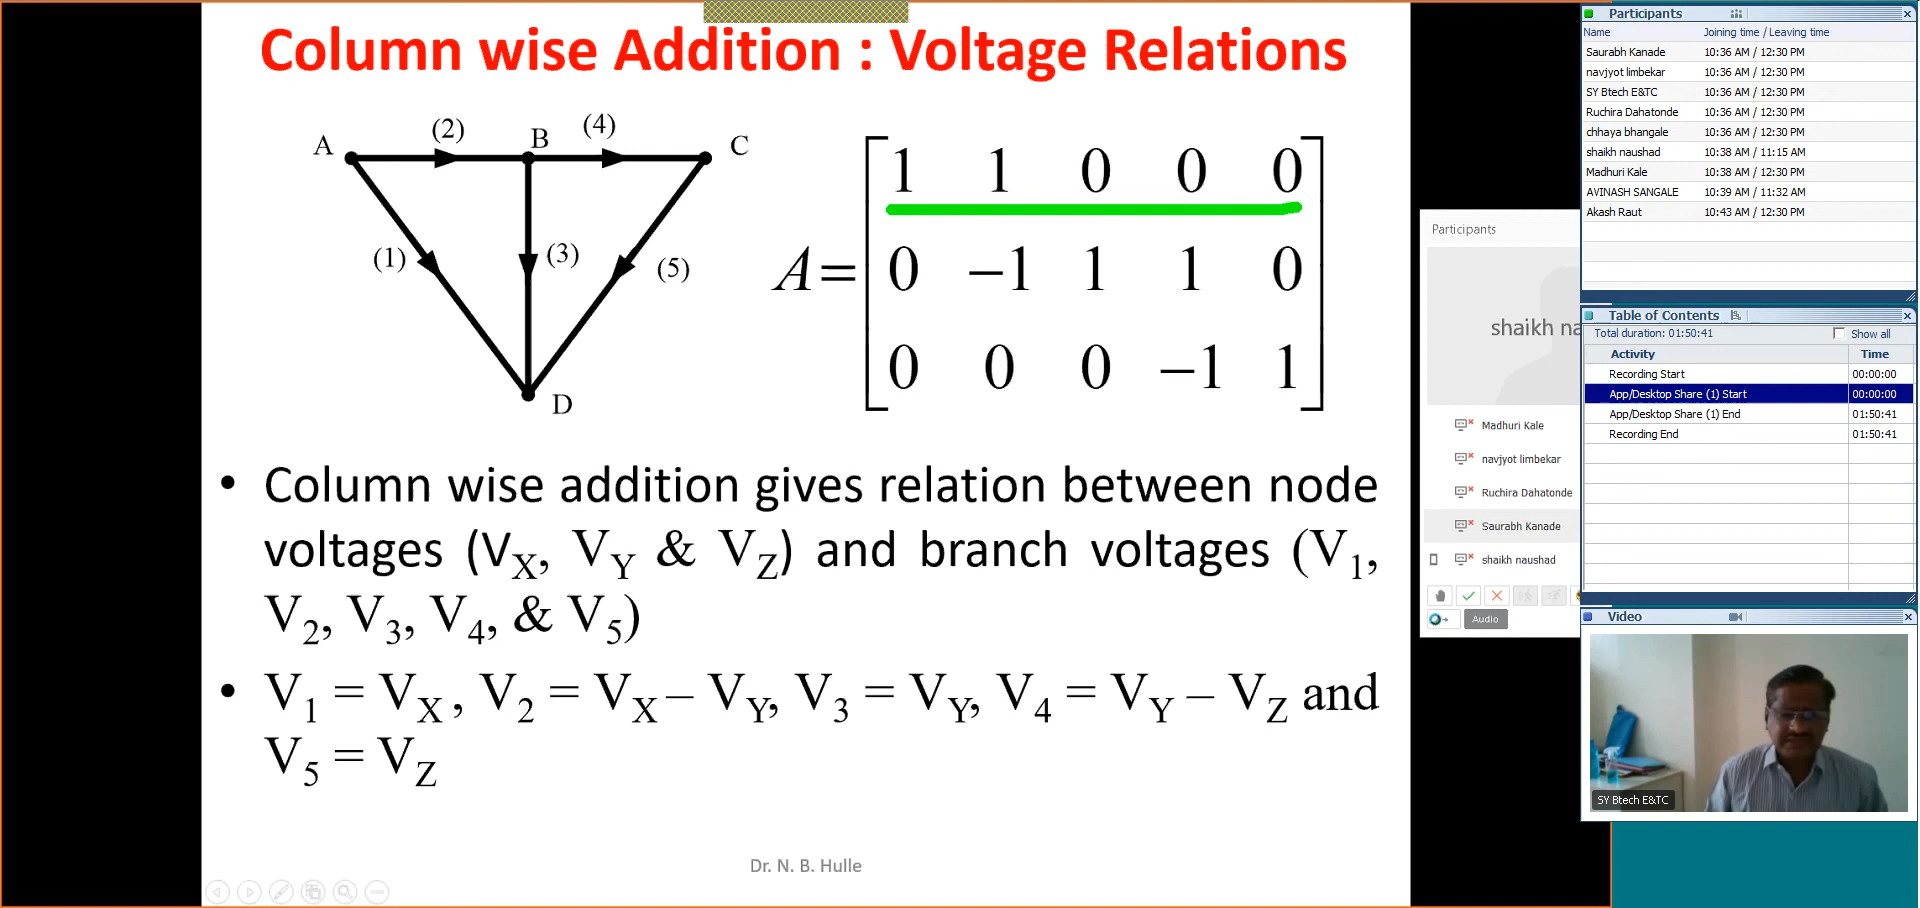 Column wise Addition : Voltage Relations
A
(2)
B
(4)
C
(1)
(3)
(5)
D
A =
1 1 0 0 0
0 −1 1 1 0
0 0 0 −1 1
• Column wise addition gives relation between node
voltages (VX, VY & VZ) and branch voltages (V1,
V2, V3, V4, & V5)
• V1 = VX , V2 = VX – VY, V3 = VY, V4 = VY – VZ and
V5 = VZ
Dr. N. B. Hulle
Participants
shaikh na
Madhuri Kale
navjyot limbekar
Ruchira Dahatonde
Saurabh Kanade
shaikh naushad
Audio
Participants
Name Joining time / Leaving time
Saurabh Kanade 10:36 AM / 12:30 PM
navjyot limbekar 10:36 AM / 12:30 PM
SY Btech E&TC 10:36 AM / 12:30 PM
Ruchira Dahatonde 10:36 AM / 12:30 PM
chhaya bhangale 10:36 AM / 12:30 PM
shaikh naushad 10:38 AM / 11:15 AM
Madhuri Kale 10:38 AM / 12:30 PM
AVINASH SANGALE 10:39 AM / 11:32 AM
Akash Raut 10:43 AM / 12:30 PM
Table of Contents
Total duration: 01:50:41 Show all
Activity Time
Recording Start 00:00:00
App/Desktop Share (1) Start 00:00:00
App/Desktop Share (1) End 01:50:41
Recording End 01:50:41
Video
SY Btech E&TC